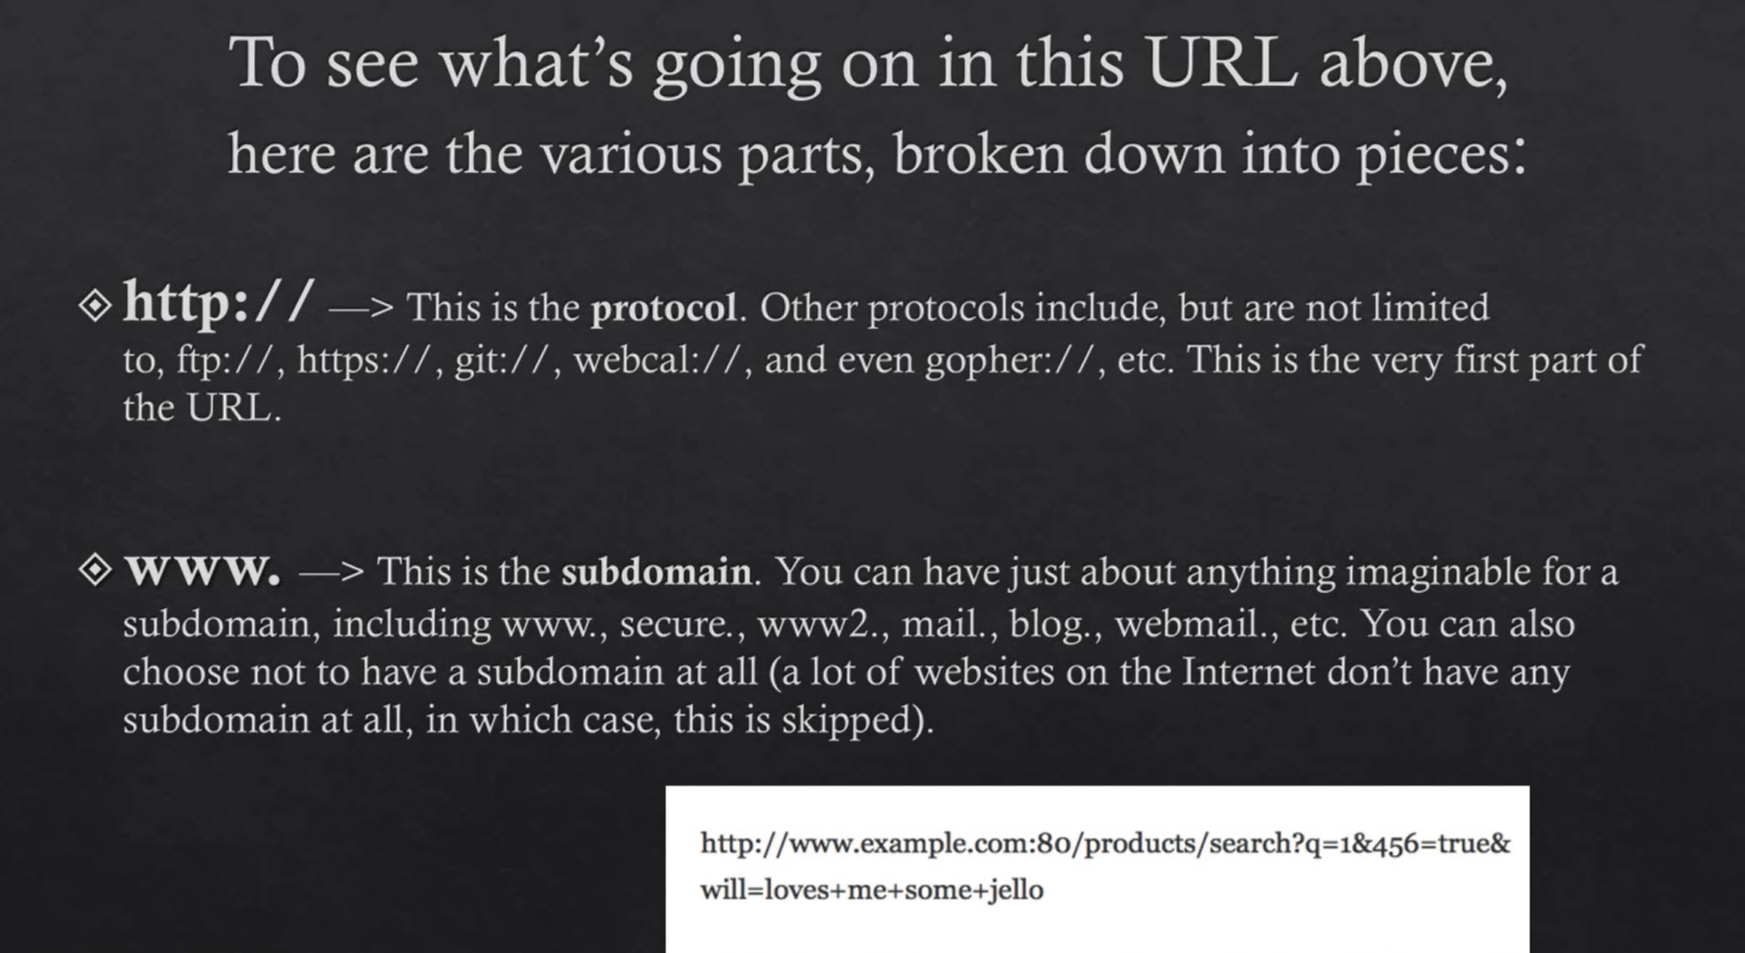 To see what’s going on in this URL above,
here are the various parts, broken down into pieces:
http:// —> This is the protocol. Other protocols include, but are not limited
to, ftp://, https://, git://, webcal://, and even gopher://, etc. This is the very first part of
the URL.
www. —> This is the subdomain. You can have just about anything imaginable for a
subdomain, including www., secure., www2., mail., blog., webmail., etc. You can also
choose not to have a subdomain at all (a lot of websites on the Internet don’t have any
subdomain at all, in which case, this is skipped).
http://www.example.com:80/products/search?q=1&456=true&
will=loves+me+some+jello